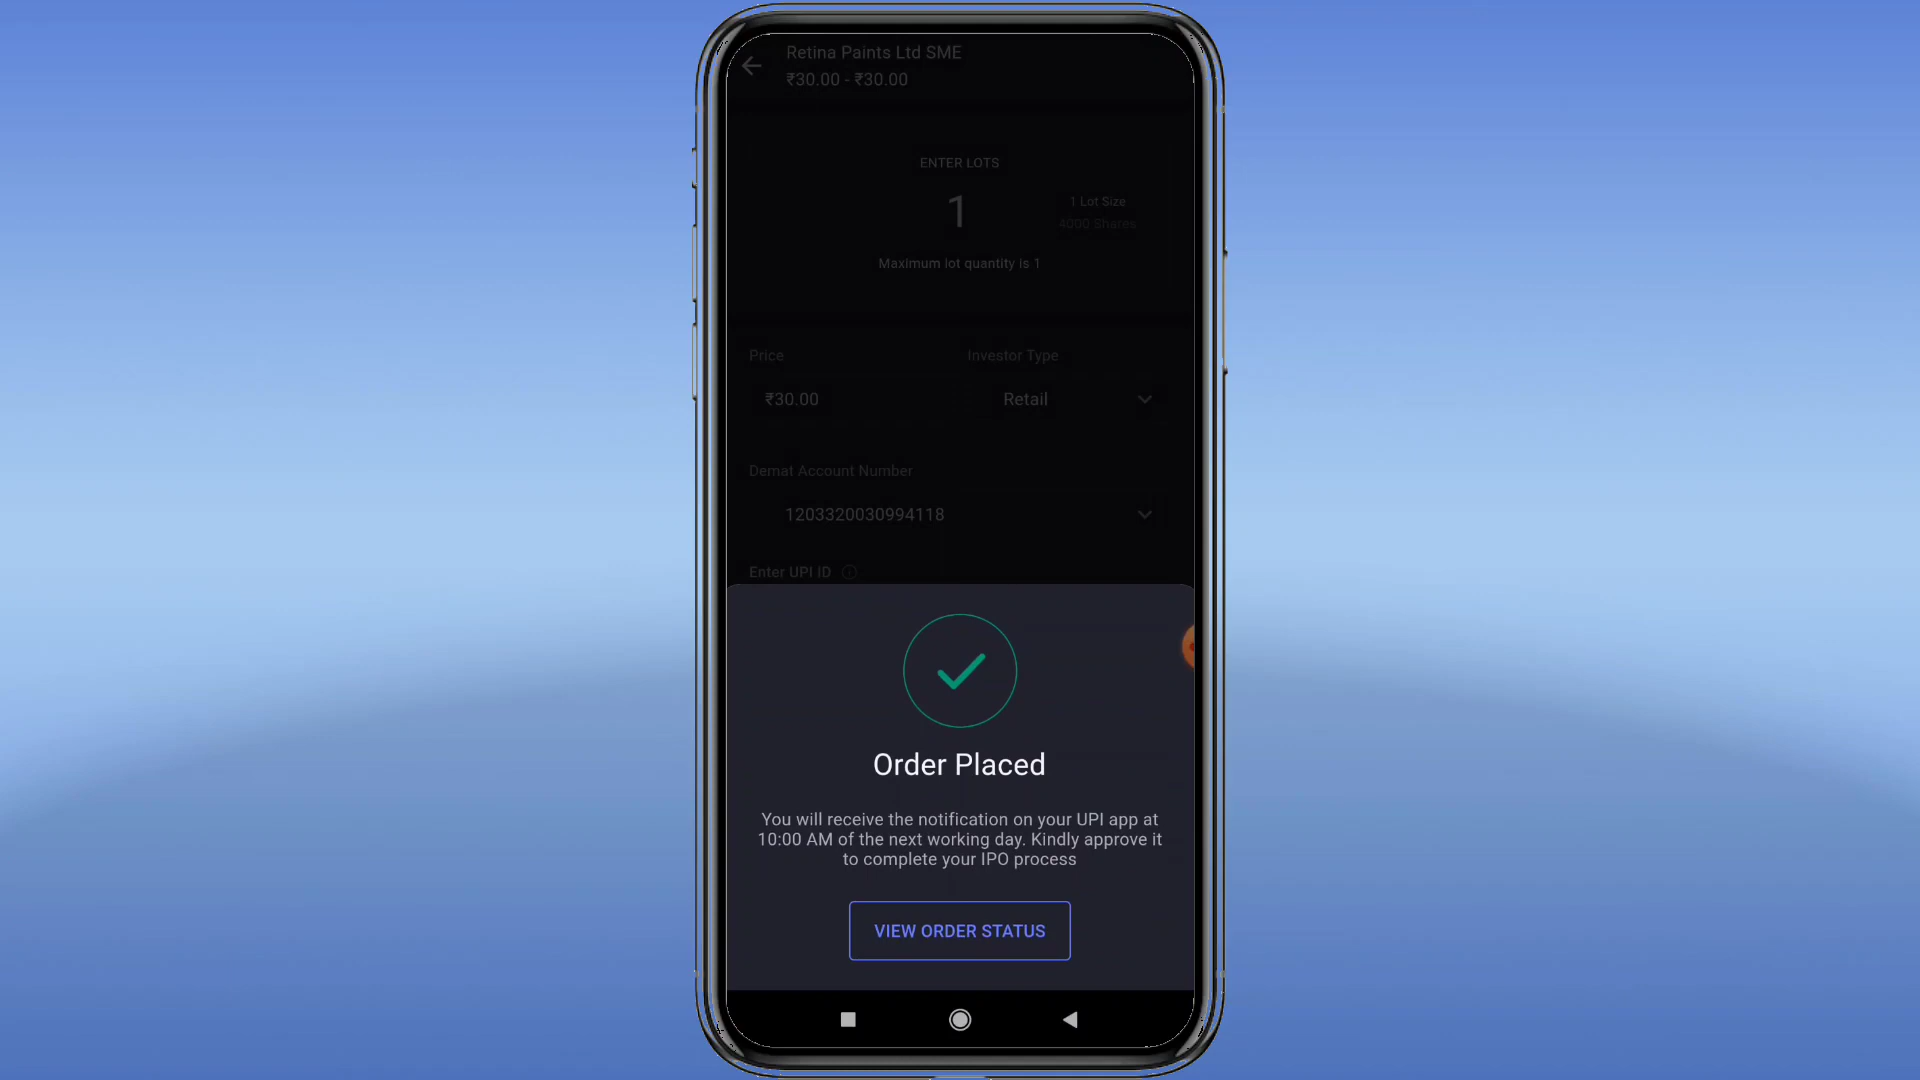 Retina Paints Ltd SME
₹30.00 - ₹30.00
ENTER LOTS
1
1 Lot Size
4000 Shares
Maximum lot quantity is 1
Price
Investor Type
₹30.00
Retail
Demat Account Number
1203320030994118
Enter UPI ID
Order Placed
You will receive the notification on your UPI app at
10:00 AM of the next working day. Kindly approve it
to complete your IPO process
VIEW ORDER STATUS